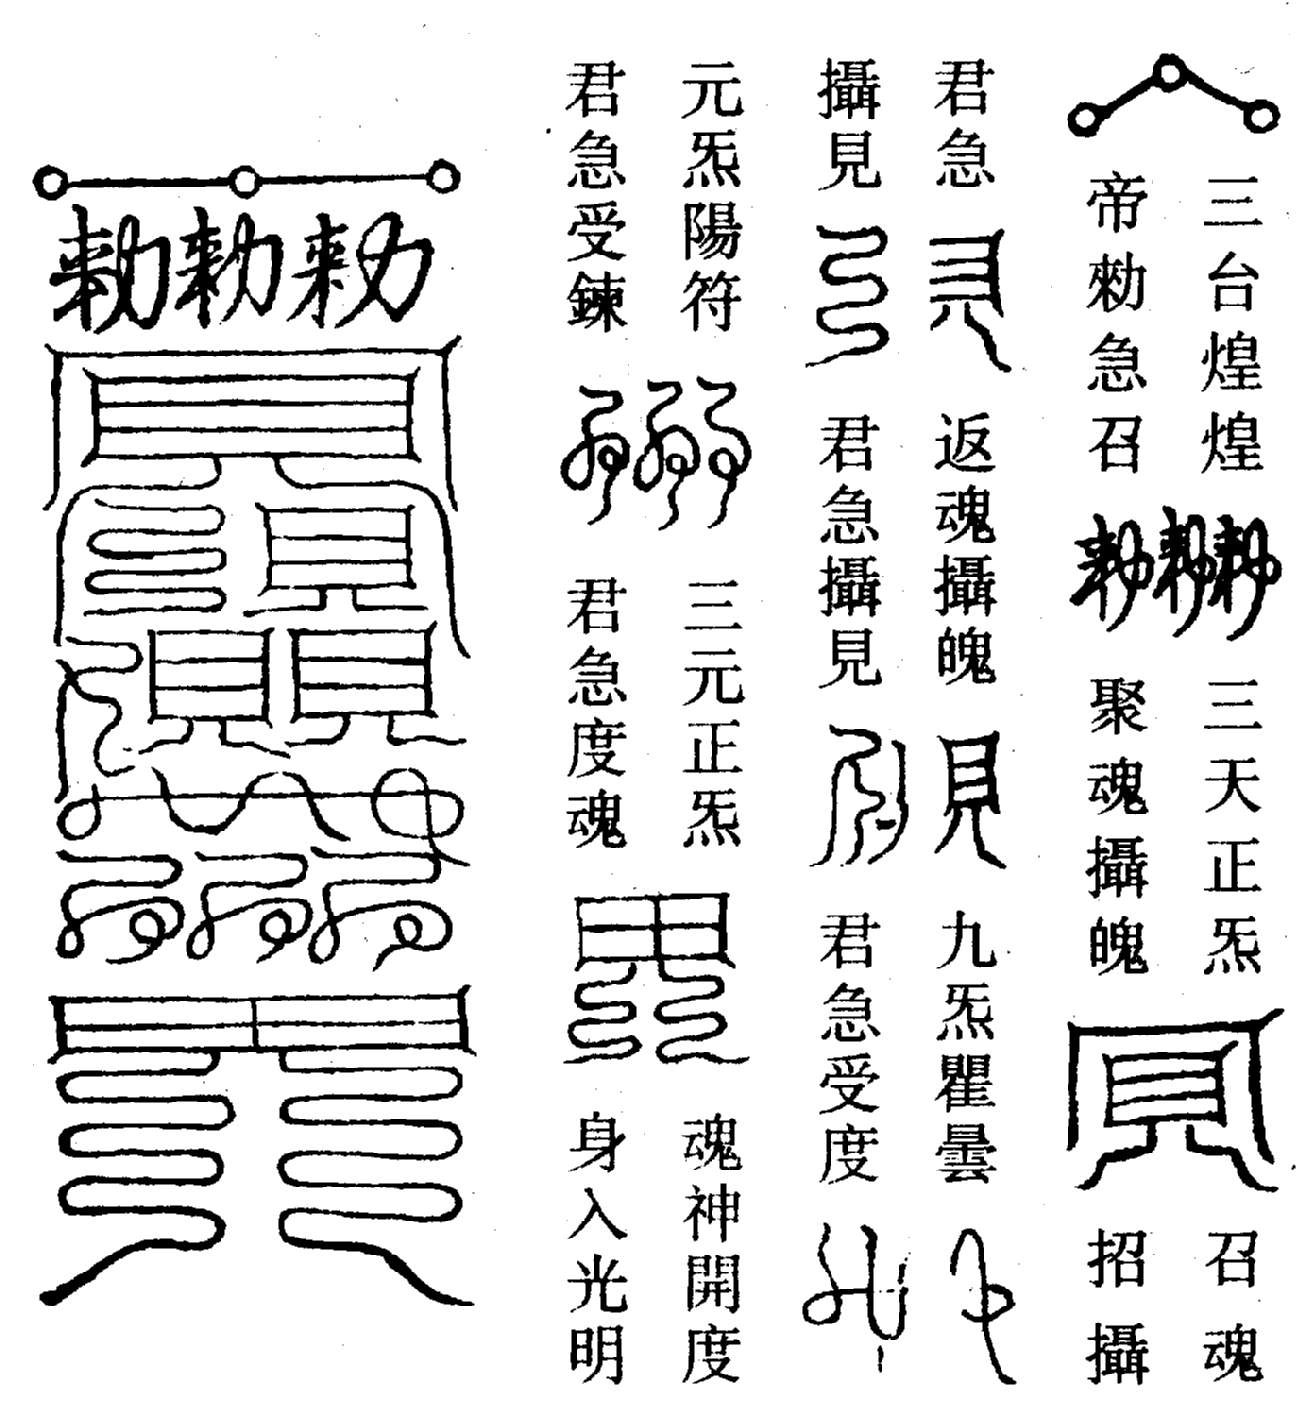 三台煌煌
帝勑急召
勑勑勑
三天正炁
聚魂攝魄
召魂
招攝
君急
攝見
返魂攝魄
君急攝見
九炁瞿曇
君急受度
元炁陽符
君急受鍊
三元正炁
君急度魂
魂神開度
身入光明
勑勑勑